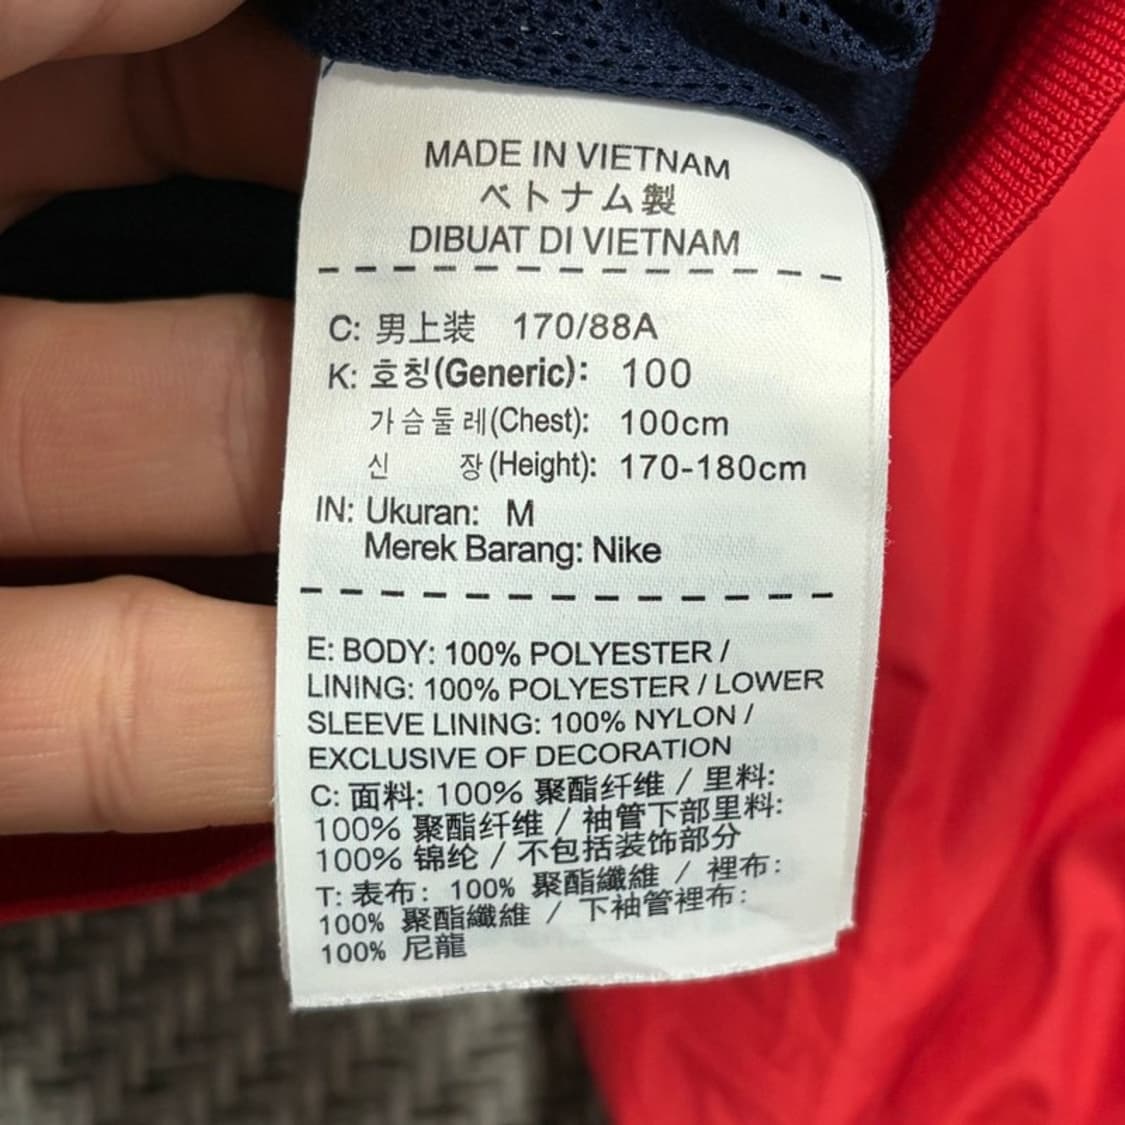 MADE IN VIETNAM
ベトナム製
DIBUAT DI VIETNAM
C: 男上装 170/88A
K: 호칭(Generic): 100
가슴둘레(Chest): 100cm
신 장(Height): 170-180cm
IN: Ukuran: M
Merek Barang: Nike
E: BODY: 100% POLYESTER /
LINING: 100% POLYESTER / LOWER
SLEEVE LINING: 100% NYLON /
EXCLUSIVE OF DECORATION
C: 面料: 100% 聚酯纤维 / 里料:
100% 聚酯纤维 / 袖管下部里料:
100% 锦纶 / 不包括装饰部分
T: 表布: 100% 聚酯纖維 / 裡布:
100% 聚酯纖維 / 下袖管裡布:
100% 尼龍